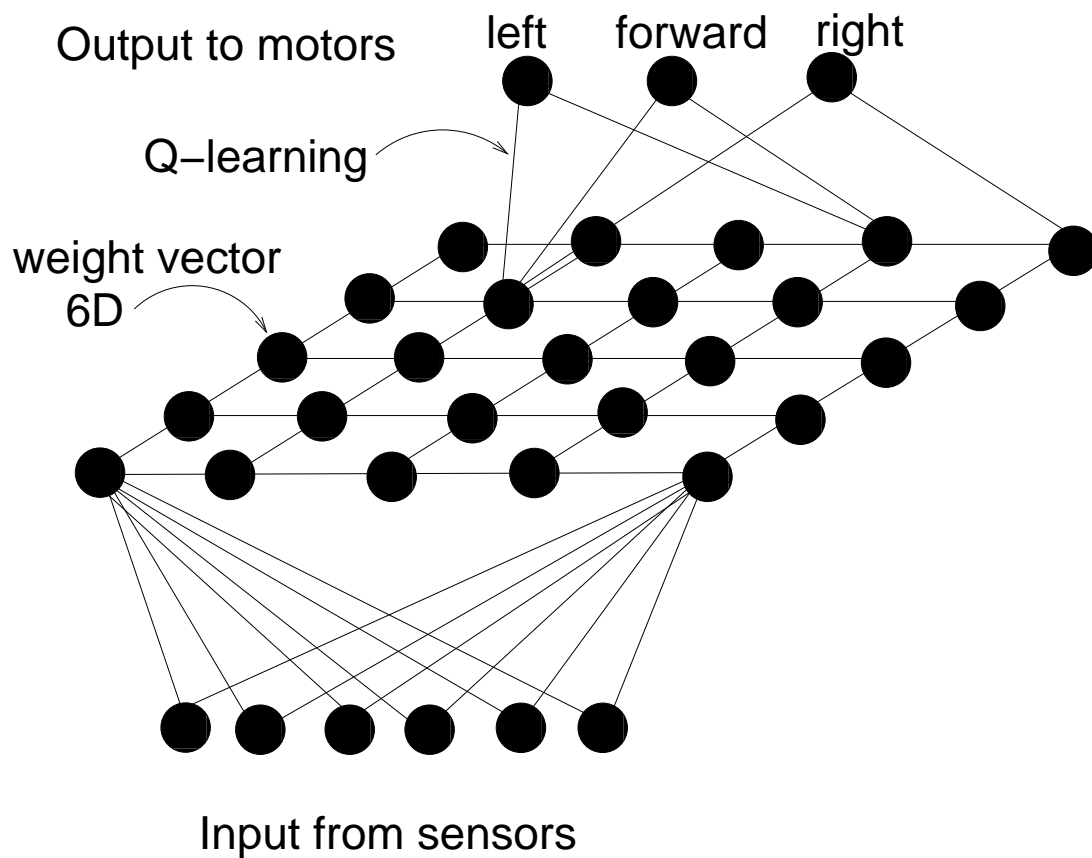 Output to motors
left
forward
right
Q−learning
weight vector
6D
Input from sensors